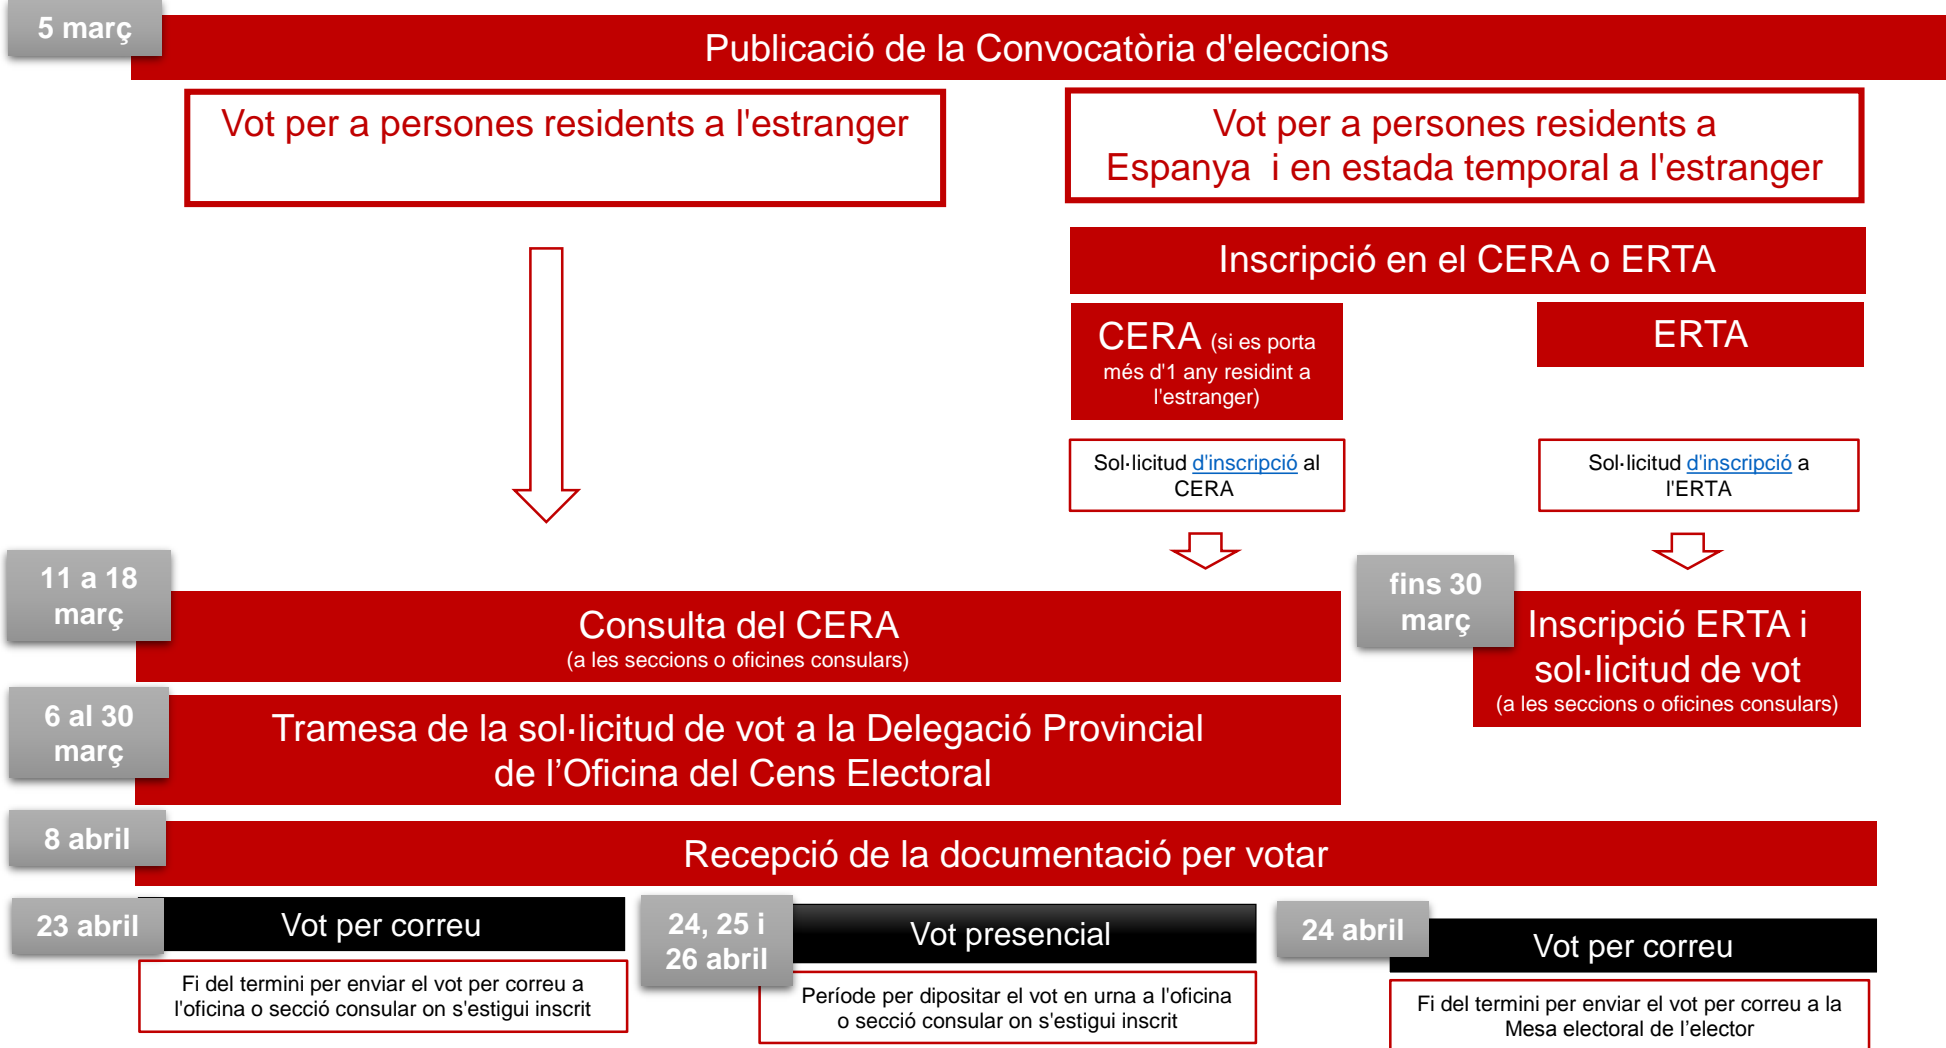 5 març
Publicació de la Convocatòria d'eleccions
Vot per a persones residents a l'estranger
Vot per a persones residents a
Espanya i en estada temporal a l'estranger
Inscripció en el CERA o ERTA
CERA (si es porta
més d'1 any residint a
l'estranger)
ERTA
Sol·licitud d'inscripció al
CERA
Sol·licitud d'inscripció a
l'ERTA
11 a 18
març
Consulta del CERA
(a les seccions o oficines consulars)
fins 30
març
Inscripció ERTA i
sol·licitud de vot
(a les seccions o oficines consulars)
6 al 30
març
Tramesa de la sol·licitud de vot a la Delegació Provincial
de l’Oficina del Cens Electoral
8 abril
Recepció de la documentació per votar
23 abril
Vot per correu
Fi del termini per enviar el vot per correu a
l'oficina o secció consular on s'estigui inscrit
24, 25 i
26 abril
Vot presencial
Període per dipositar el vot en urna a l'oficina
o secció consular on s'estigui inscrit
24 abril
Vot per correu
Fi del termini per enviar el vot per correu a la
Mesa electoral de l’elector